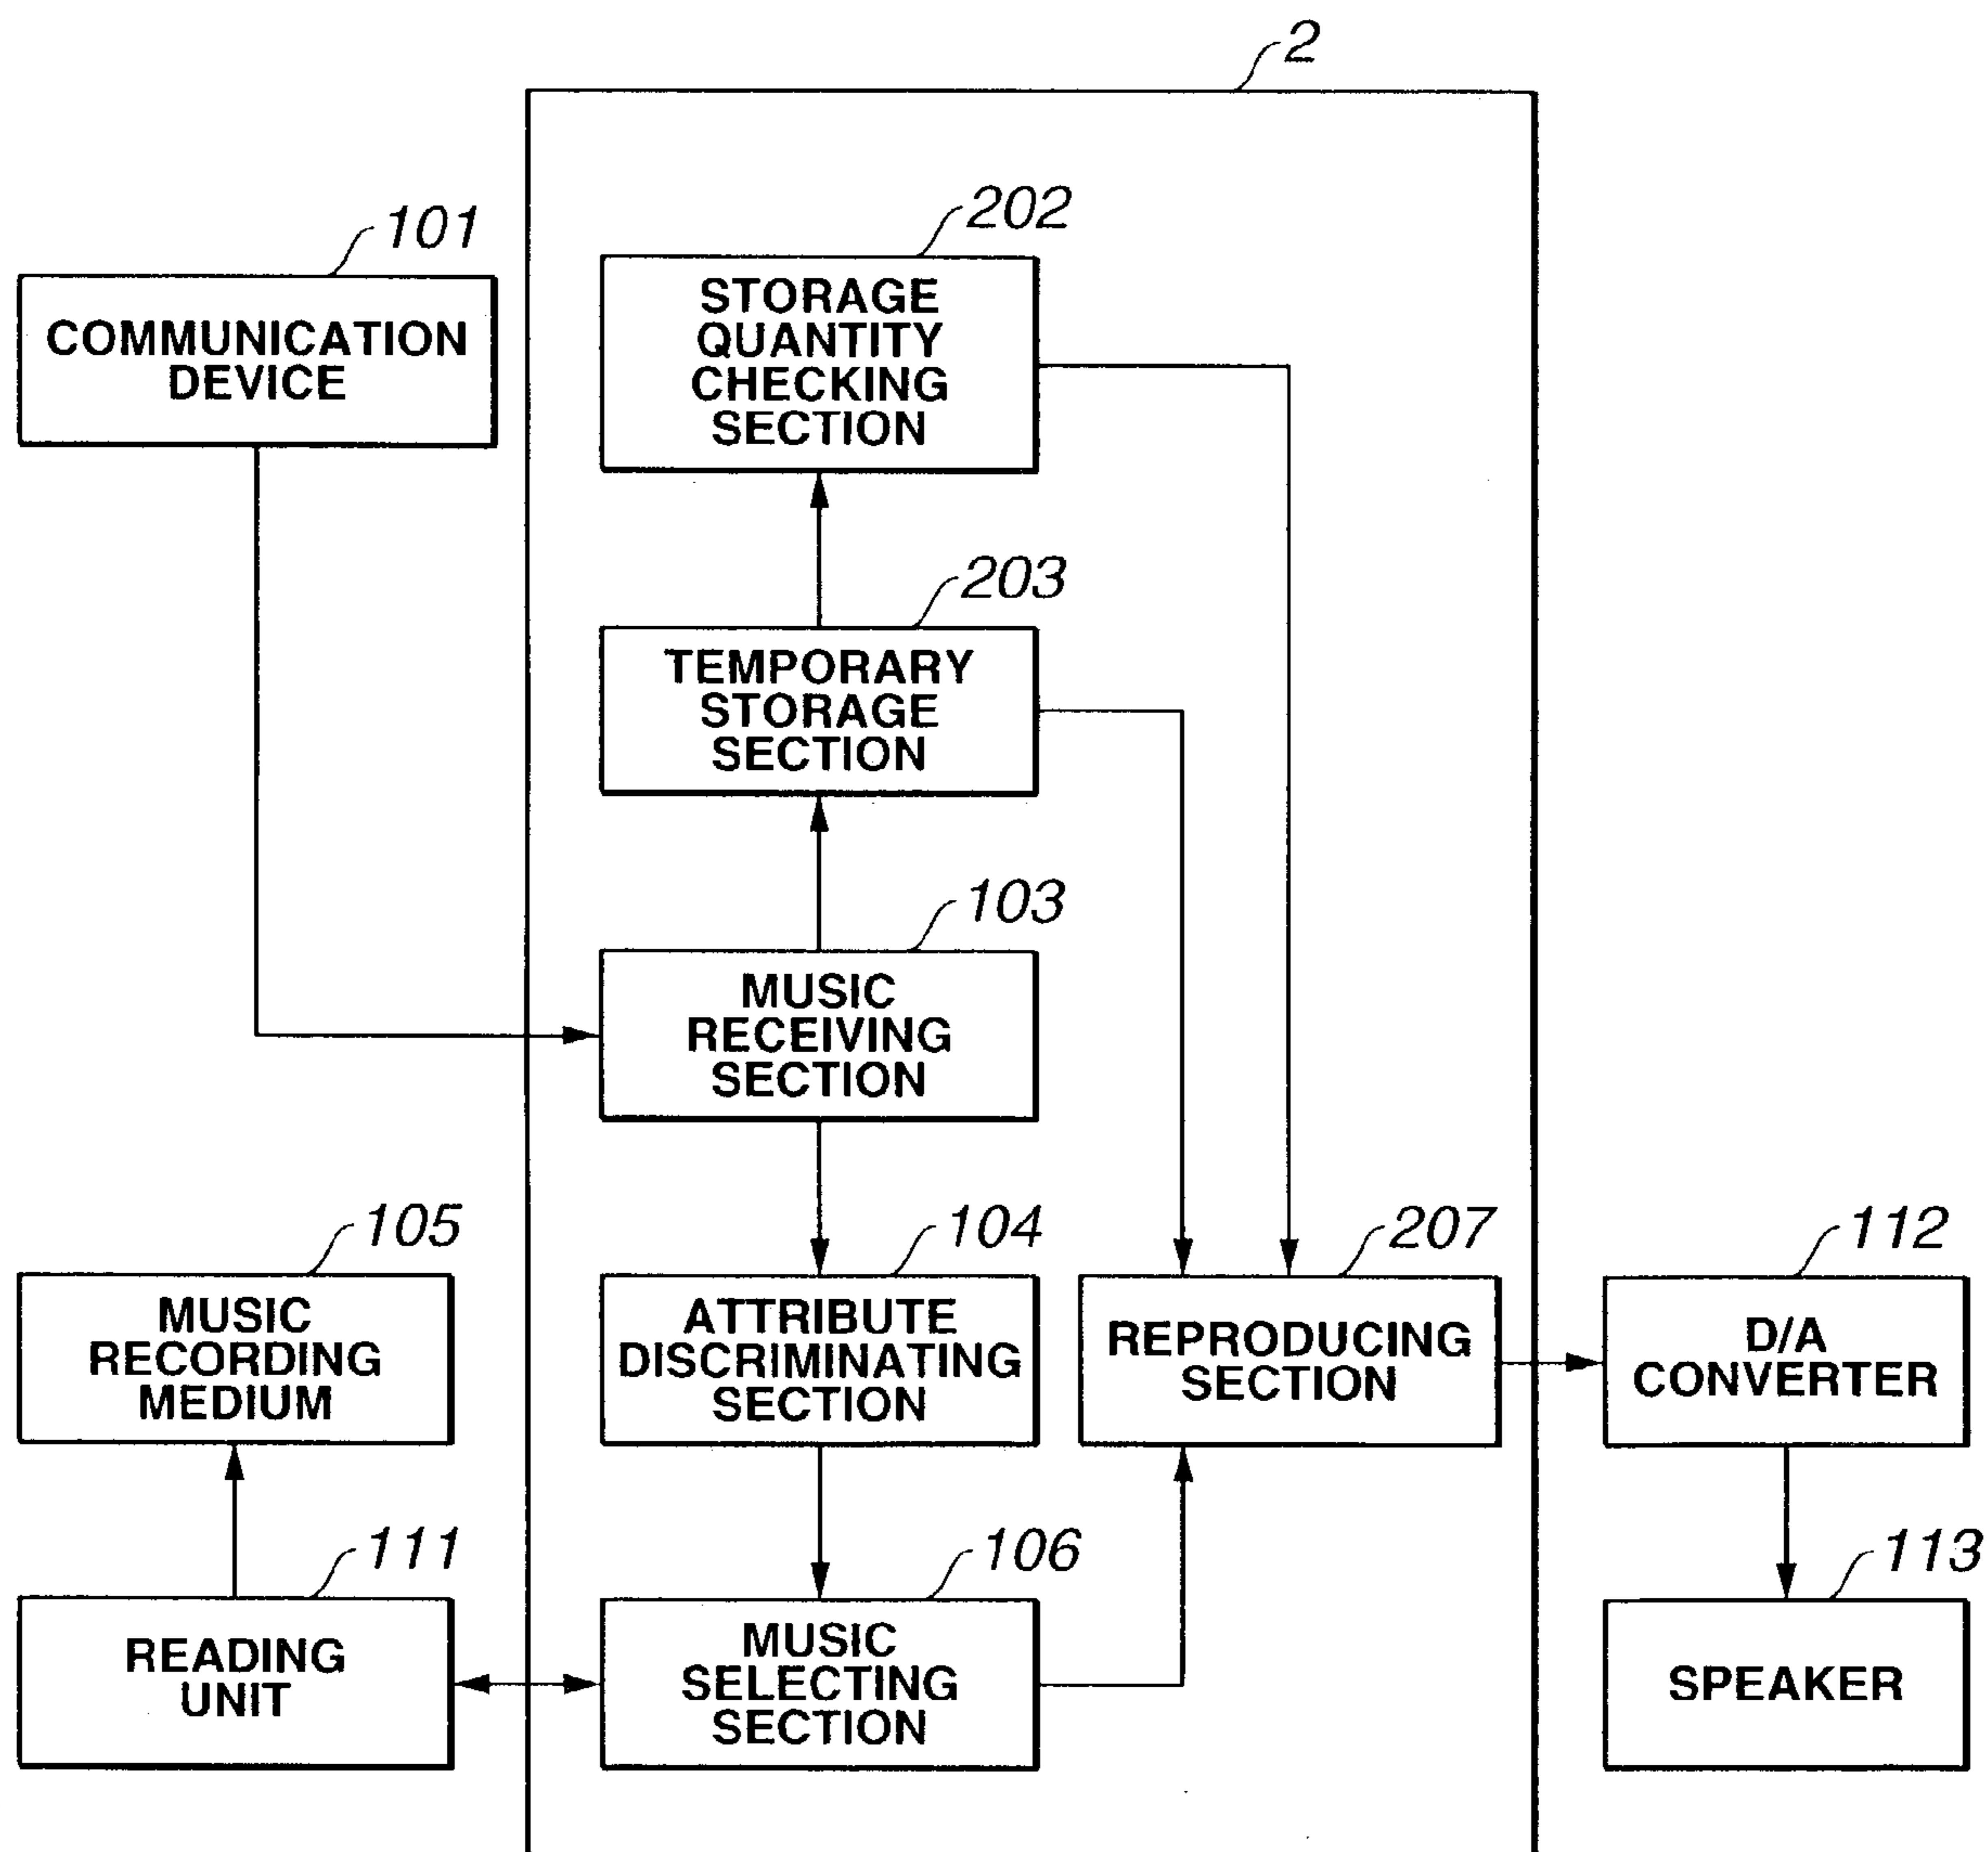 2
202
101
STORAGE
QUANTITY
CHECKING
SECTION
COMMUNICATION
DEVICE
203
TEMPORARY
STORAGE
SECTION
103
MUSIC
RECEIVING
SECTION
105
104
207
112
MUSIC
RECORDING
MEDIUM
ATTRIBUTE
DISCRIMINATING
SECTION
REPRODUCING
SECTION
D/A
CONVERTER
111
106
113
READING
UNIT
MUSIC
SELECTING
SECTION
SPEAKER